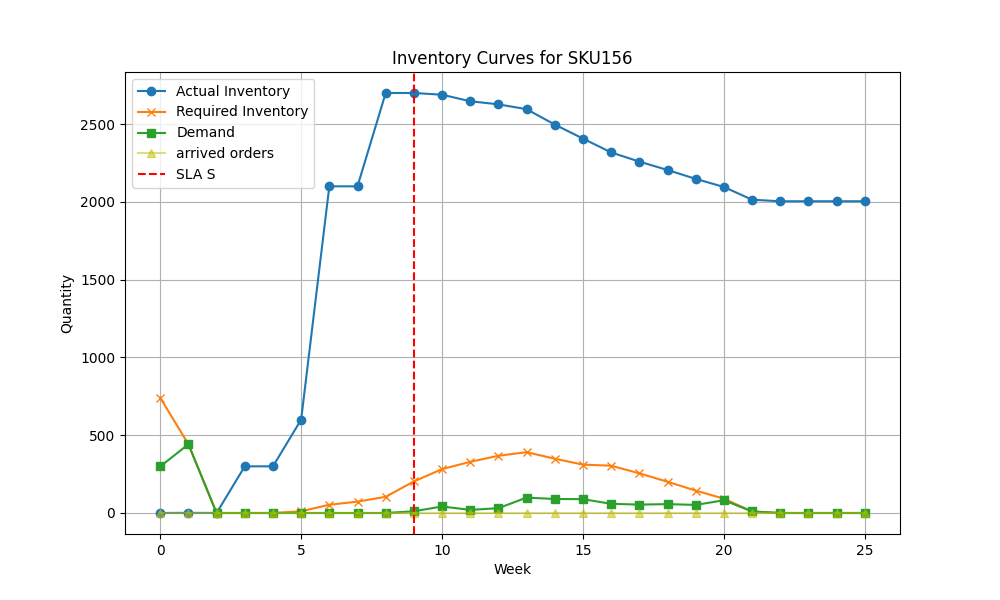 Inventory Curves for SKU156
Actual Inventory
Required Inventory
Demand
arrived orders
SLA S
Quantity
2500
2000
1500
1000
500
0
0 5 10 15 20 25
Week